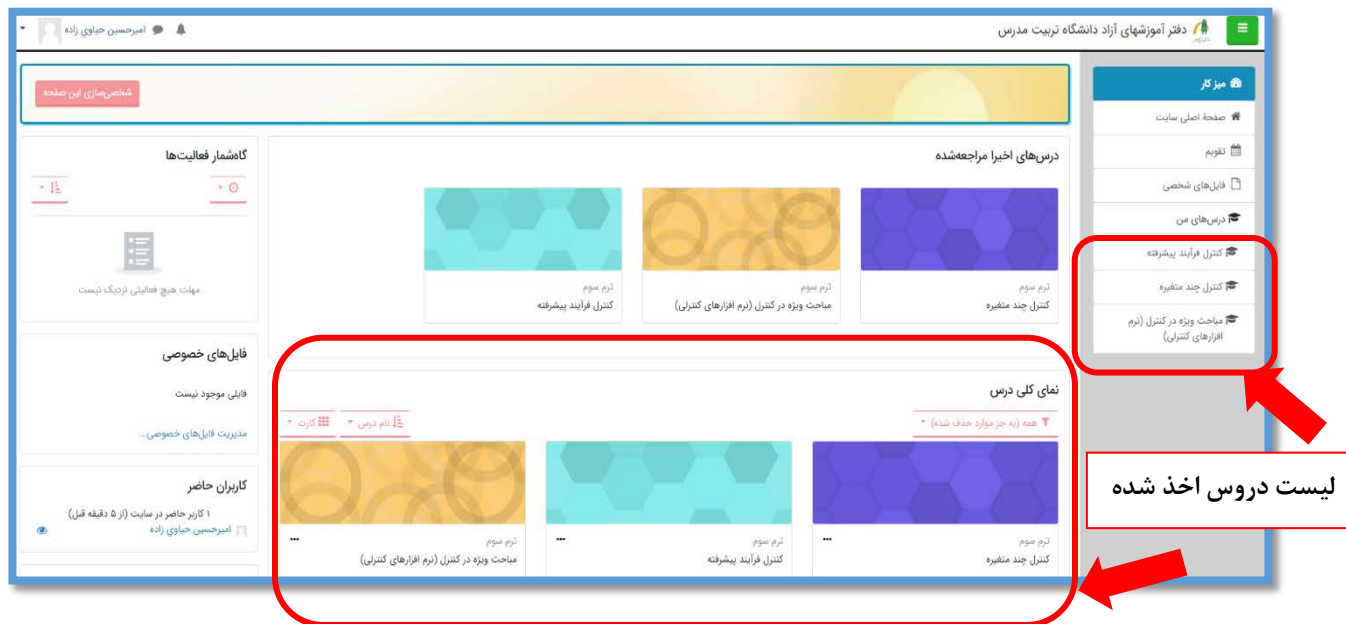 دفتر آموزشهای آزاد دانشگاه تربیت مدرس
امیرحسین حیاوي زاده
میز کار
صفحهٔ اصلی سایت
تقویم
فایل‌های شخصی
درس‌های من
کنترل فرآیند پیشرفته
کنترل چند متغیره
مباحث ویژه در کنترل (نرم
افزارهای کنترلی)
لیست دروس اخذ شده
شخصی‌سازی این صفحه
درس‌های اخیرا مراجعه‌شده
ترم سوم
کنترل چند متغیره
ترم سوم
مباحث ویژه در کنترل (نرم افزارهای کنترلی)
ترم سوم
کنترل فرآیند پیشرفته
نمای کلی درس
همه (به جز موارد حذف شده)
نام درس
کارت
ترم سوم
کنترل چند متغیره
ترم سوم
کنترل فرآیند پیشرفته
ترم سوم
مباحث ویژه در کنترل (نرم افزارهای کنترلی)
گاه‌شمار فعالیت‌ها
مهلت هیچ فعالیتی نزدیک نیست
فایل‌های خصوصی
فایلی موجود نیست
مدیریت فایل‌های خصوصی...
کاربران حاضر
۱ کاربر حاضر در سایت (از ۵ دقیقه قبل)
امیرحسین حیاوي زاده